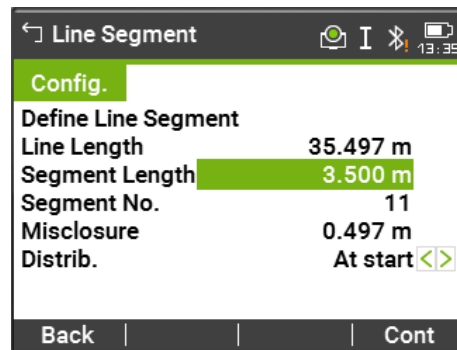 Line Segment
I
13:35
Config.
Define Line Segment
Line Length 35.497 m
Segment Length 3.500 m
Segment No. 11
Misclosure 0.497 m
Distrib. At start
Back Cont